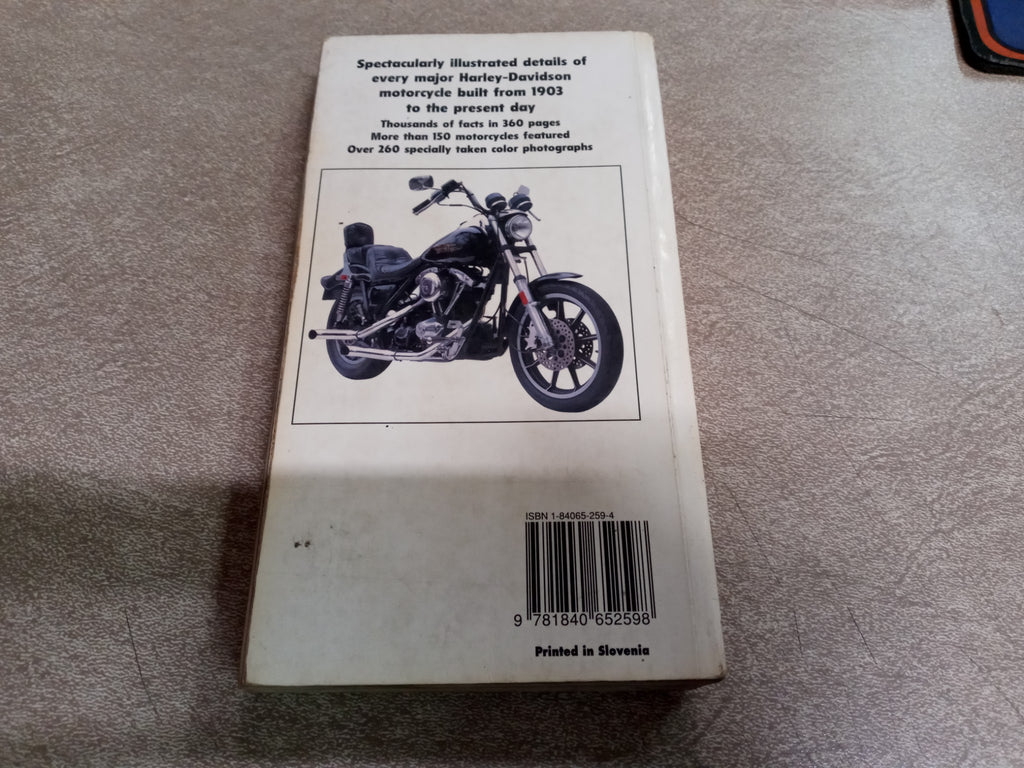 Spectacularly illustrated details of
every major Harley-Davidson
motorcycle built from 1903
to the present day
Thousands of facts in 360 pages
More than 150 motorcycles featured
Over 260 specially taken color photographs
ISBN 1-84065-259-4
9 781840 652598
Printed in Slovenia